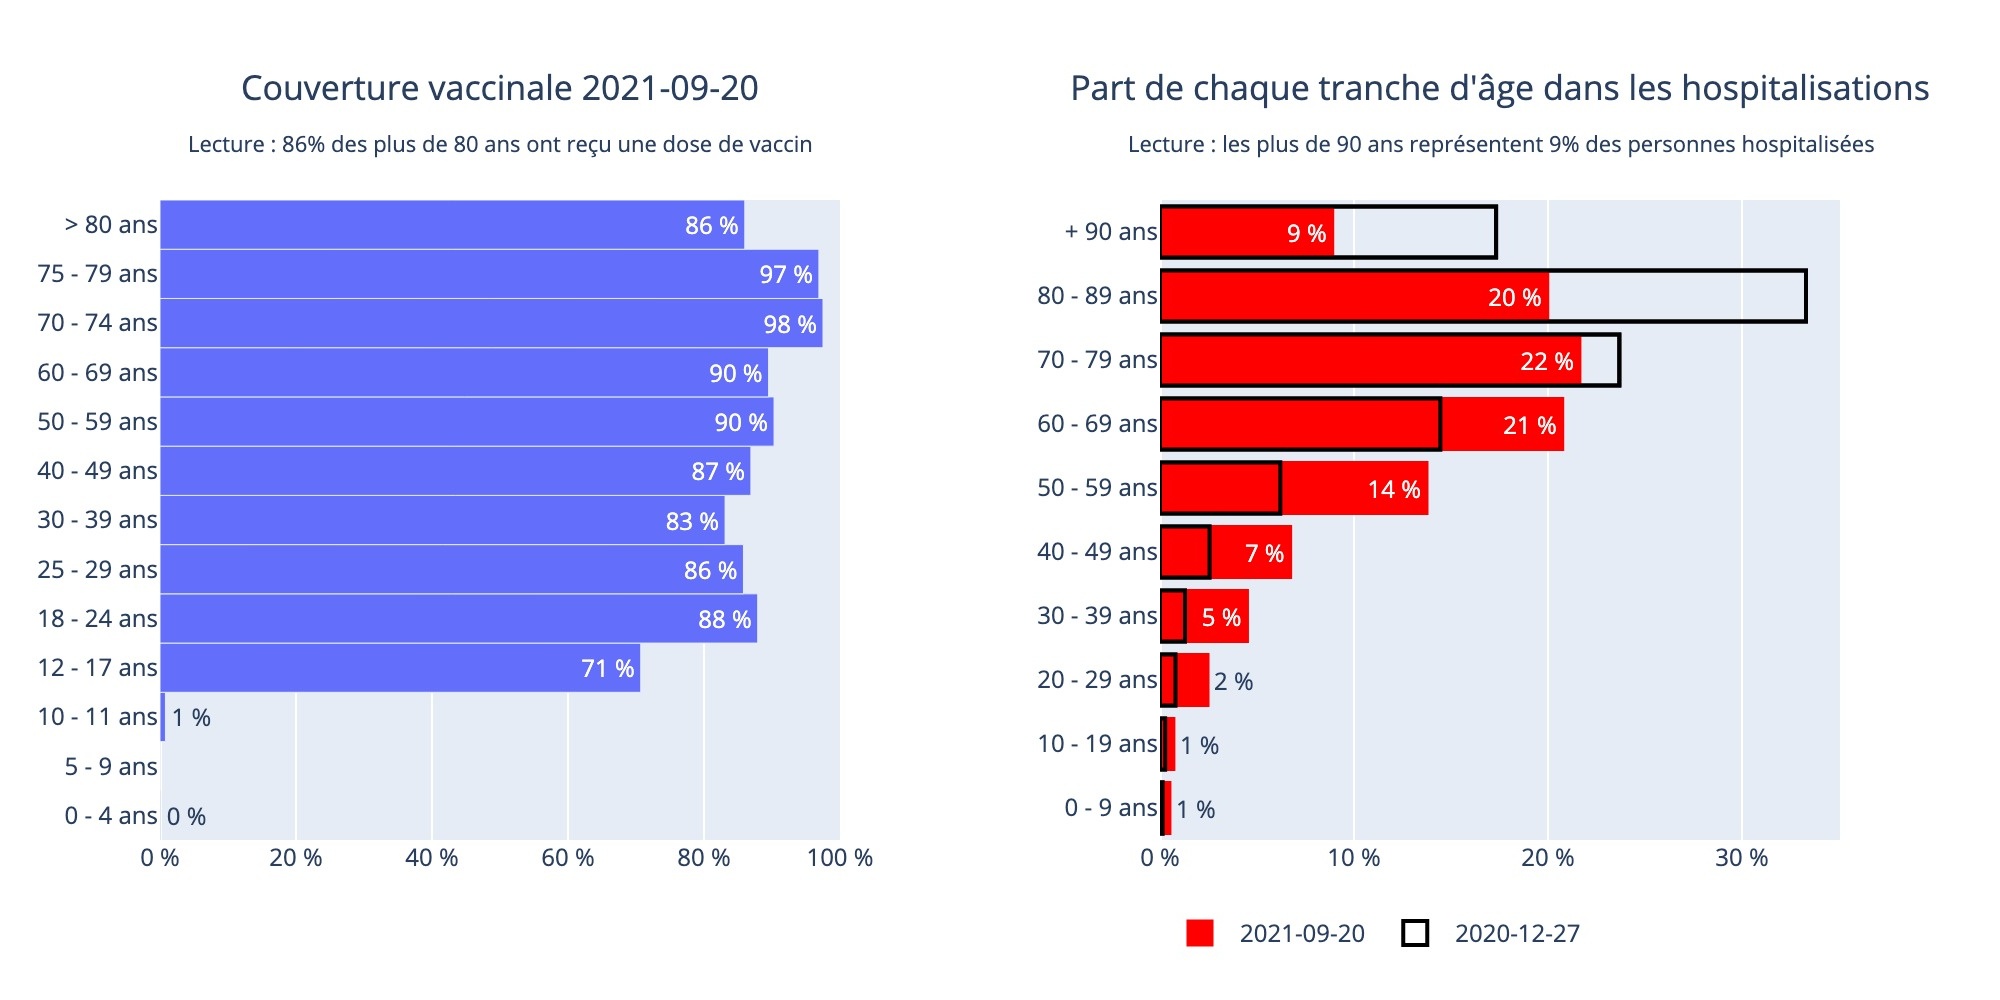 Couverture vaccinale 2021-09-20
Lecture : 86% des plus de 80 ans ont reçu une dose de vaccin
> 80 ans 86 %
75 - 79 ans 97 %
70 - 74 ans 98 %
60 - 69 ans 90 %
50 - 59 ans 90 %
40 - 49 ans 87 %
30 - 39 ans 83 %
25 - 29 ans 86 %
18 - 24 ans 88 %
12 - 17 ans 71 %
10 - 11 ans 1 %
5 - 9 ans
0 - 4 ans 0 %
0 % 20 % 40 % 60 % 80 % 100 %
Part de chaque tranche d'âge dans les hospitalisations
Lecture : les plus de 90 ans représentent 9% des personnes hospitalisées
+ 90 ans 9 %
80 - 89 ans 20 %
70 - 79 ans 22 %
60 - 69 ans 21 %
50 - 59 ans 14 %
40 - 49 ans 7 %
30 - 39 ans 5 %
20 - 29 ans 2 %
10 - 19 ans 1 %
0 - 9 ans 1 %
0 % 10 % 20 % 30 %
2021-09-20 2020-12-27